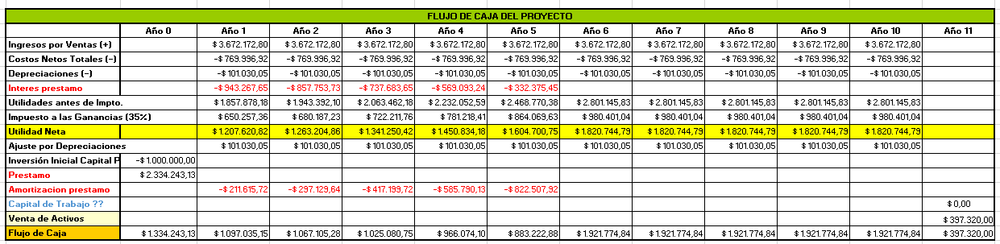 FLUJO DE CAJA DEL PROYECTO
Año 0 Año 1 Año 2 Año 3 Año 4 Año 5 Año 6 Año 7 Año 8 Año 9 Año 10 Año 11
Ingresos por Ventas (+) $ 3.672.172,80 $ 3.672.172,80 $ 3.672.172,80 $ 3.672.172,80 $ 3.672.172,80 $ 3.672.172,80 $ 3.672.172,80 $ 3.672.172,80 $ 3.672.172,80 $ 3.672.172,80
Costos Netos Totales (-) -$ 769.996,92 -$ 769.996,92 -$ 769.996,92 -$ 769.996,92 -$ 769.996,92 -$ 769.996,92 -$ 769.996,92 -$ 769.996,92 -$ 769.996,92 -$ 769.996,92
Depreciaciones (-) -$ 101.030,05 -$ 101.030,05 -$ 101.030,05 -$ 101.030,05 -$ 101.030,05 -$ 101.030,05 -$ 101.030,05 -$ 101.030,05 -$ 101.030,05 -$ 101.030,05
Interes prestamo -$ 943.267,65 -$ 857.753,73 -$ 737.683,65 -$ 569.093,24 -$ 332.375,45
Utilidades antes de Impto. $ 1.857.878,18 $ 1.943.392,10 $ 2.063.462,18 $ 2.232.052,59 $ 2.468.770,38 $ 2.801.145,83 $ 2.801.145,83 $ 2.801.145,83 $ 2.801.145,83 $ 2.801.145,83
Impuesto a las Ganancias (35%) $ 650.257,36 $ 680.187,23 $ 722.211,76 $ 781.218,41 $ 864.069,63 $ 980.401,04 $ 980.401,04 $ 980.401,04 $ 980.401,04 $ 980.401,04
Utilidad Neta $ 1.207.620,82 $ 1.263.204,86 $ 1.341.250,42 $ 1.450.834,18 $ 1.604.700,75 $ 1.820.744,79 $ 1.820.744,79 $ 1.820.744,79 $ 1.820.744,79 $ 1.820.744,79
Ajuste por Depreciaciones $ 101.030,05 $ 101.030,05 $ 101.030,05 $ 101.030,05 $ 101.030,05 $ 101.030,05 $ 101.030,05 $ 101.030,05 $ 101.030,05 $ 101.030,05
Inversión Inicial Capital P -$ 1.000.000,00
Prestamo $ 2.334.243,13
Amortizacion prestamo -$ 211.615,72 -$ 297.129,64 -$ 417.199,72 -$ 585.790,13 -$ 822.507,92
Capital de Trabajo ?? $ 0,00
Venta de Activos $ 397.320,00
Flujo de Caja $ 1.334.243,13 $ 1.097.035,15 $ 1.067.105,28 $ 1.025.080,75 $ 966.074,10 $ 883.222,88 $ 1.921.774,84 $ 1.921.774,84 $ 1.921.774,84 $ 1.921.774,84 $ 1.921.774,84 $ 397.320,00